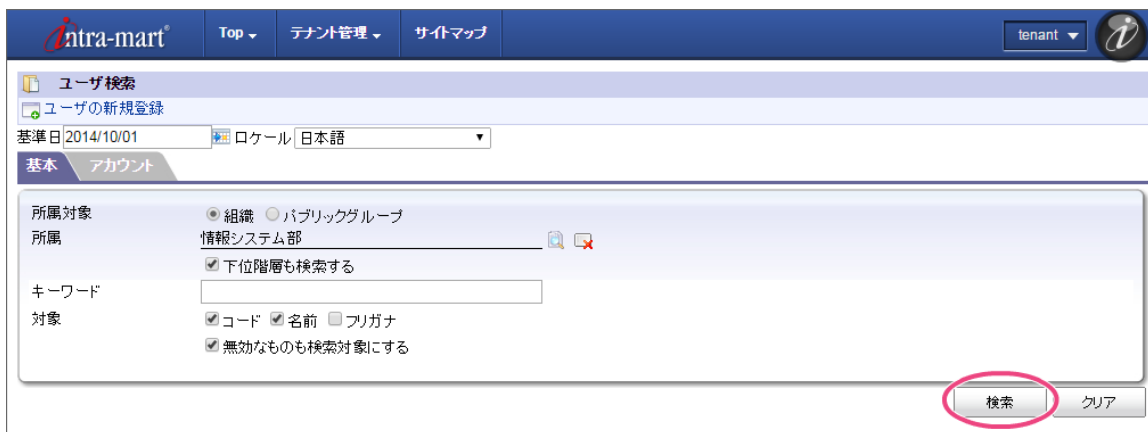 intra-mart® Top テナント管理 サイトマップ tenant
ユーザ検索
ユーザの新規登録
基準日 2014/10/01 ロケール 日本語
基本 アカウント
所属対象 組織 パブリックグループ
所属 情報システム部
下位階層も検索する
キーワード
対象 コード 名前 フリガナ
無効なものも検索対象にする
検索 クリア